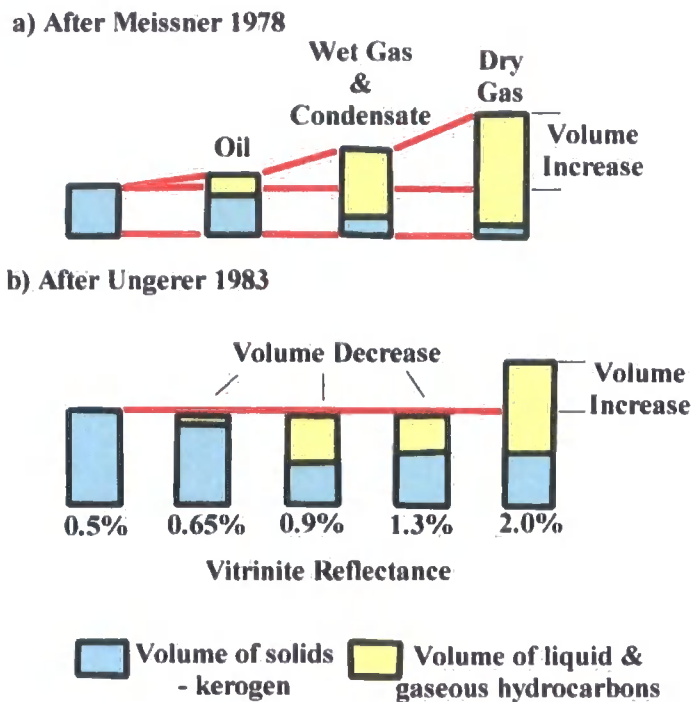 a) After Meissner 1978
Wet Gas
&
Condensate
Dry
Gas
Oil
Volume
Increase
b) After Ungerer 1983
Volume Decrease
Volume
Increase
0.5% 0.65% 0.9% 1.3% 2.0%
Vitrinite Reflectance
Volume of solids
- kerogen
Volume of liquid &
gaseous hydrocarbons